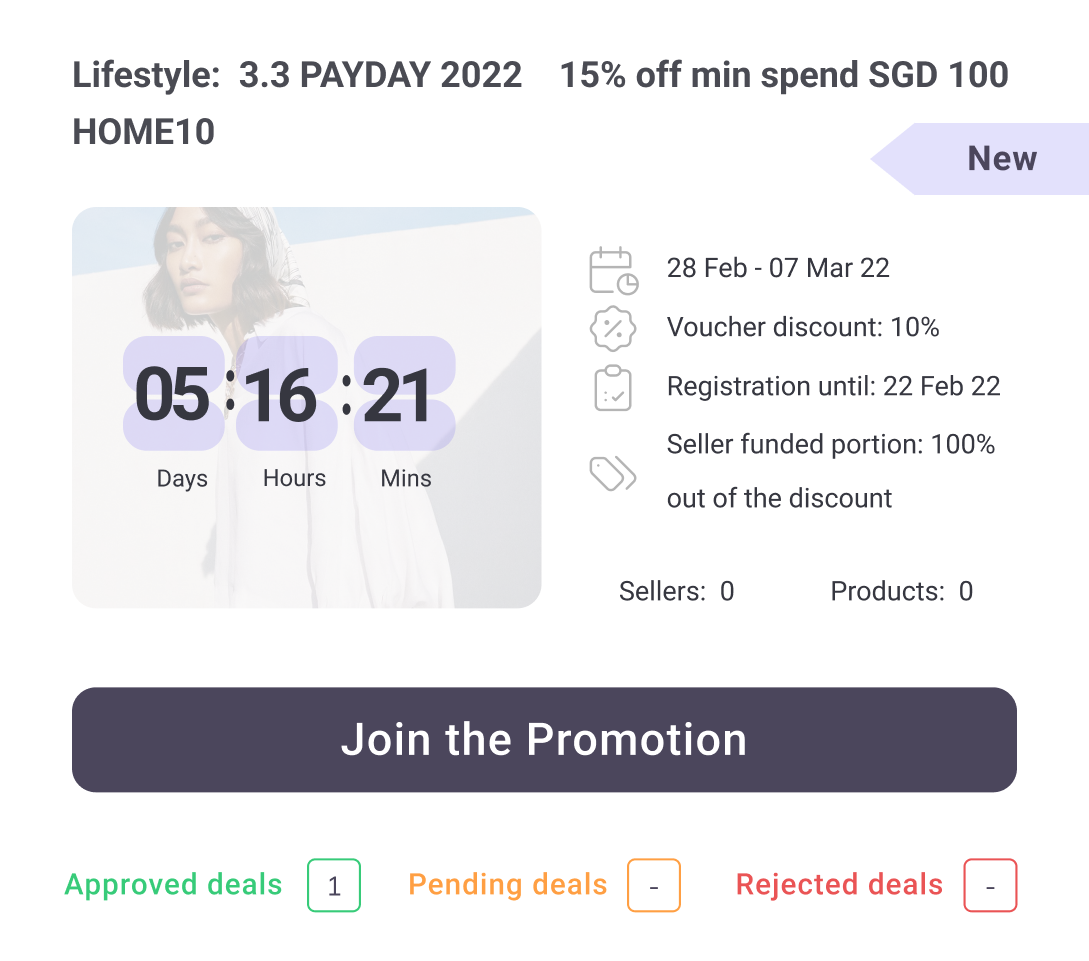 Lifestyle: 3.3 PAYDAY 2022 15% off min spend SGD 100
HOME10
New
05 : 16 : 21
Days Hours Mins
28 Feb - 07 Mar 22
Voucher discount: 10%
Registration until: 22 Feb 22
Seller funded portion: 100%
out of the discount
Sellers: 0 Products: 0
Join the Promotion
Approved deals 1 Pending deals - Rejected deals -